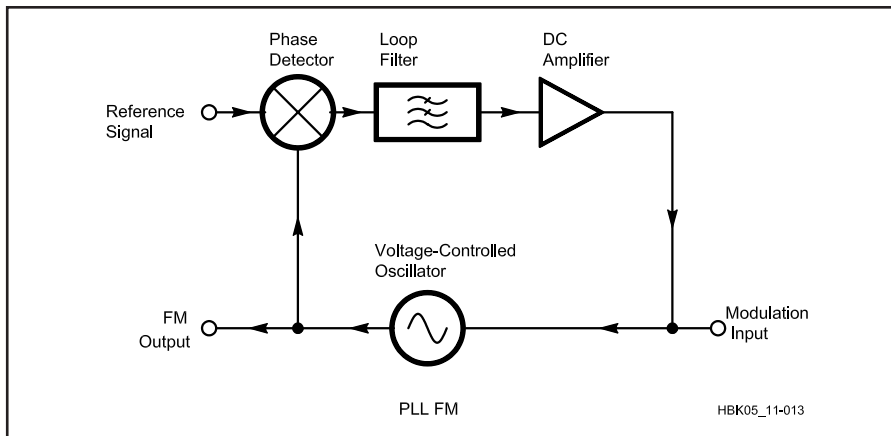 Phase
Detector
Loop
Filter
DC
Amplifier
Reference
Signal
Voltage-Controlled
Oscillator
FM
Output
Modulation
Input
PLL FM
HBK05_11-013